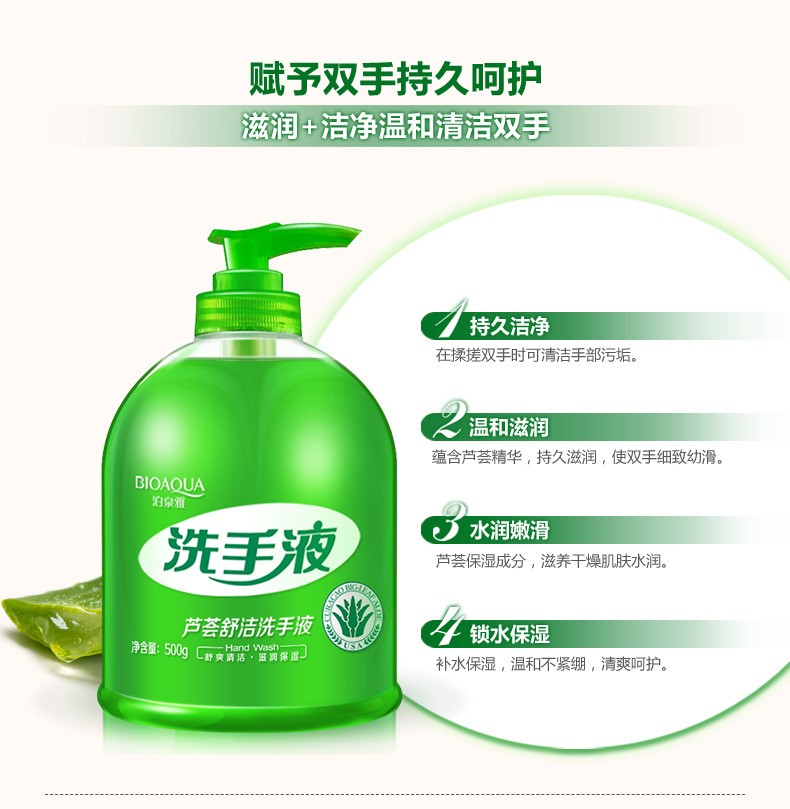 赋予双手持久呵护
滋润+洁净温和清洁双手
1 持久洁净
在揉搓双手时可清洁手部污垢。
2 温和滋润
蕴含芦荟精华，持久滋润，使双手细致幼滑。
3 水润嫩滑
芦荟保湿成分，滋养干燥肌肤水润。
4 锁水保湿
补水保湿，温和不紧绷，清爽呵护。
BIOAQUA
泊泉雅
洗手液
芦荟舒洁洗手液
净含量：500g
Hand Wash
舒爽清洁·滋润保湿
CURACAO BIG-LEAF ALOE
USA